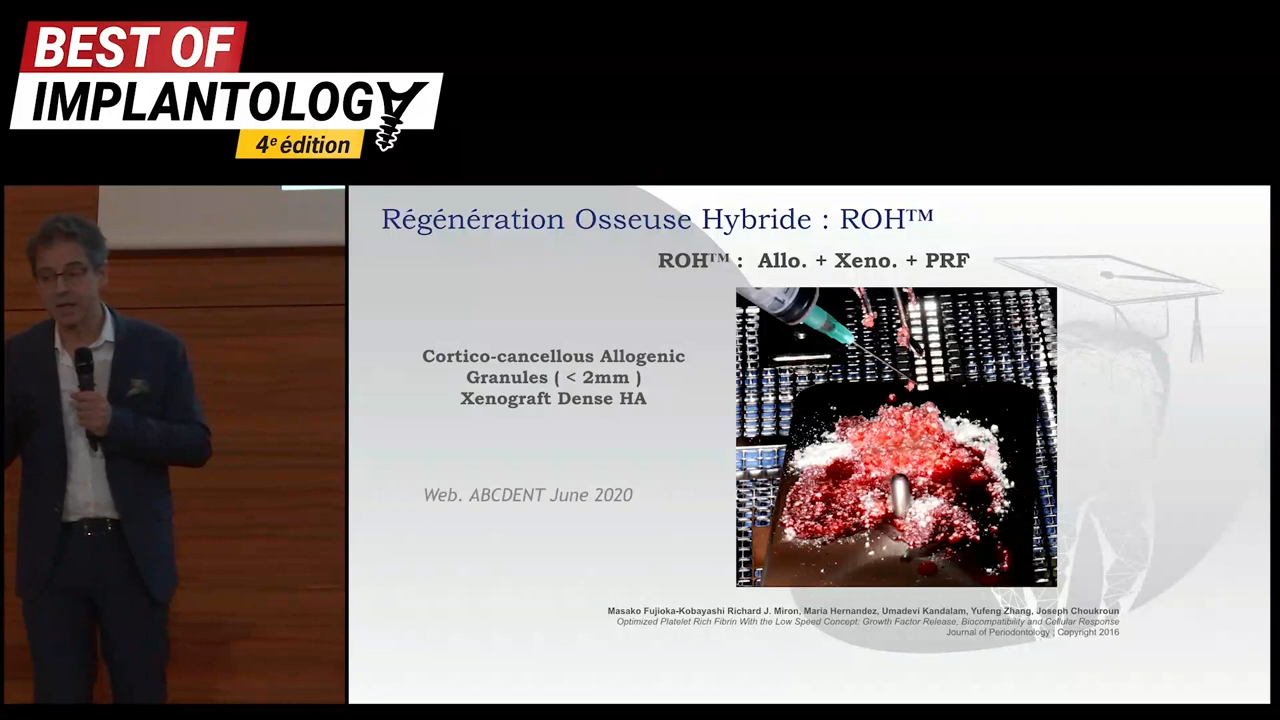 BEST OF
IMPLANTOLOGY
4e édition
Régénération Osseuse Hybride : ROH™
ROH™ : Allo. + Xeno. + PRF
Cortico-cancellous Allogenic
Granules ( < 2mm )
Xenograft Dense HA
Web. ABCDENT June 2020
Masako Fujioka-Kobayashi Richard J. Miron, Maria Hernandez, Umadevi Kandalam, Yufeng Zhang, Joseph Choukroun
Optimized Platelet Rich Fibrin With the Low Speed Concept: Growth Factor Release, Biocompatibility and Cellular Response
Journal of Periodontology ; Copyright 2016